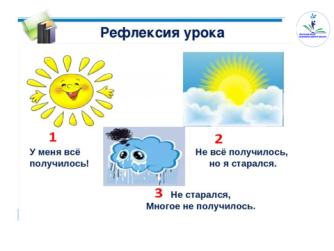 Рефлексия урока
1
У меня всё
получилось!
2
Не всё получилось,
но я старался.
3 Не старался,
Многое не получилось.